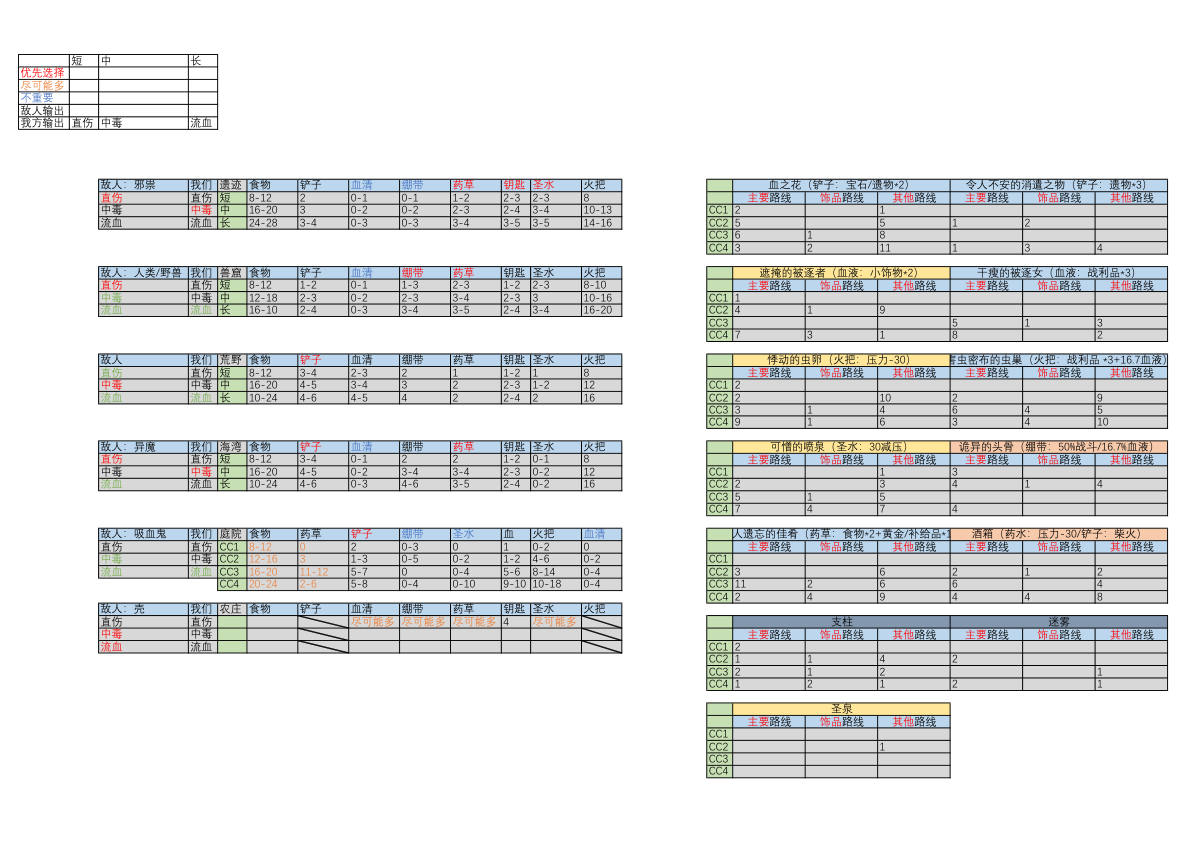 短 中 长
优先选择
尽可能多
不重要
敌人输出
我方输出 直伤 中毒 流血
敌人：邪祟 我们 遗迹 食物 铲子 血清 绷带 药草 钥匙 圣水 火把
直伤 直伤 短 8-12 2 0-1 0-1 1-2 2-3 2-3 8
中毒 中毒 中 16-20 3 0-2 0-2 2-3 2-4 3-4 10-13
流血 流血 长 24-28 3-4 0-3 0-3 3-4 3-5 3-5 14-16
敌人：人类/野兽 我们 兽窟 食物 铲子 血清 绷带 药草 钥匙 圣水 火把
直伤 直伤 短 8-12 1-2 0-1 1-3 2-3 1-2 2-3 8-10
中毒 中毒 中 12-18 2-3 0-2 2-3 3-4 2-3 3 10-16
流血 流血 长 16-10 2-4 0-3 3-4 3-5 2-4 3-4 16-20
敌人 我们 荒野 食物 铲子 血清 绷带 药草 钥匙 圣水 火把
直伤 直伤 短 8-12 3-4 2-3 2 1 1-2 1 8
中毒 中毒 中 16-20 4-5 3-4 3 2 2-3 1-2 12
流血 流血 长 10-24 4-6 4-5 4 2 2-4 2 16
敌人：异魔 我们 海湾 食物 铲子 血清 绷带 药草 钥匙 圣水 火把
直伤 直伤 短 8-12 3-4 0-1 2 2 1-2 0-1 8
中毒 中毒 中 16-20 4-5 0-2 3-4 3-4 2-3 0-2 12
流血 流血 长 10-24 4-6 0-3 4-6 3-5 2-4 0-2 16
敌人：吸血鬼 我们 庭院 食物 药草 铲子 绷带 圣水 血 火把 血清
直伤 直伤 CC1 8-12 0 2 0-3 0 1 0-2 0
中毒 中毒 CC2 12-16 3 1-3 0-5 0-2 1-2 4-6 0-2
流血 流血 CC3 16-20 11-12 5-7 0 0-4 5-6 8-14 0-4
CC4 20-24 2-6 5-8 0-4 0-10 9-10 10-18 0-4
敌人：壳 我们 农庄 食物 铲子 血清 绷带 药草 钥匙 圣水 火把
直伤 直伤 尽可能多 尽可能多 尽可能多 4 尽可能多
中毒 中毒
流血 流血
血之花（铲子：宝石/遗物*2） 令人不安的消遣之物（铲子：遗物*3）
主要路线 饰品路线 其他路线 主要路线 饰品路线 其他路线
CC1 2 1
CC2 5 5 1 2
CC3 6 1 8
CC4 3 2 11 1 3 4
遮掩的被逐者（血液：小饰物*2） 干瘦的被逐女（血液：战利品*3）
主要路线 饰品路线 其他路线 主要路线 饰品路线 其他路线
CC1 1
CC2 4 1 9
CC3 5 1 3
CC4 7 3 1 8 2
悸动的虫卵（火把：压力-30） 虫密布的虫巢（火把：战利品 *3+16.7血液）
主要路线 饰品路线 其他路线 主要路线 饰品路线 其他路线
CC1 2
CC2 2 10 2 9
CC3 3 1 4 6 4 5
CC4 9 1 6 3 4 10
可憎的喷泉（圣水：30减压） 诡异的头骨（绷带：50%战斗/16.7%血液）
主要路线 饰品路线 其他路线 主要路线 饰品路线 其他路线
CC1 1 3
CC2 2 3 4 1 4
CC3 5 1 5
CC4 7 4 7 4
人遗忘的佳肴（药草：食物*2+黄金/补给品*1 酒箱（药水：压力-30/铲子：柴火）
主要路线 饰品路线 其他路线 主要路线 饰品路线 其他路线
CC1
CC2 3 6 2 1 2
CC3 11 2 6 6 4
CC4 2 4 9 4 4 8
支柱 迷雾
主要路线 饰品路线 其他路线 主要路线 饰品路线 其他路线
CC1 2
CC2 1 1 4 2
CC3 2 1 2 1
CC4 1 2 1 2 1
圣泉
主要路线 饰品路线 其他路线
CC1
CC2 1
CC3
CC4